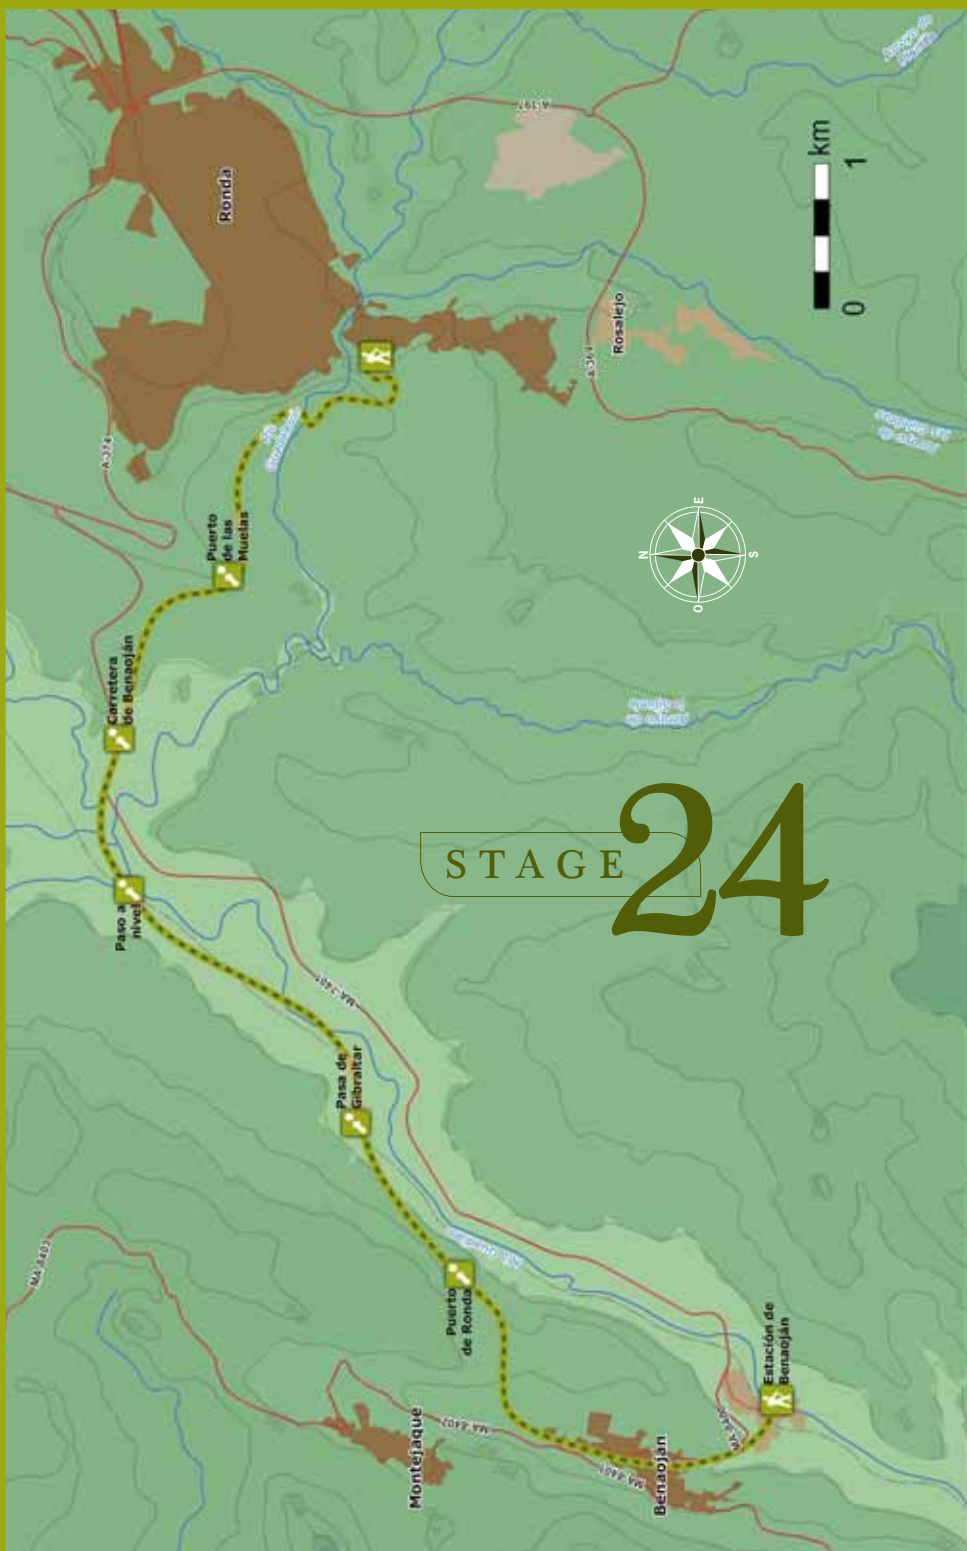 STAGE 24
Ronda
A-397
A-374
A-369
Rosalejo
km
0
1
Puerto
de las
Muelas
Carretera
de Benaoján
Paso a
nivel
MA-7401
Pasa de
Gibraltar
Puerto
de Ronda
Estación de
Benaoján
Montejaque
MA-8403
MA-8402
MA-8401
MA-8400
Benaoján
N
E
S
O